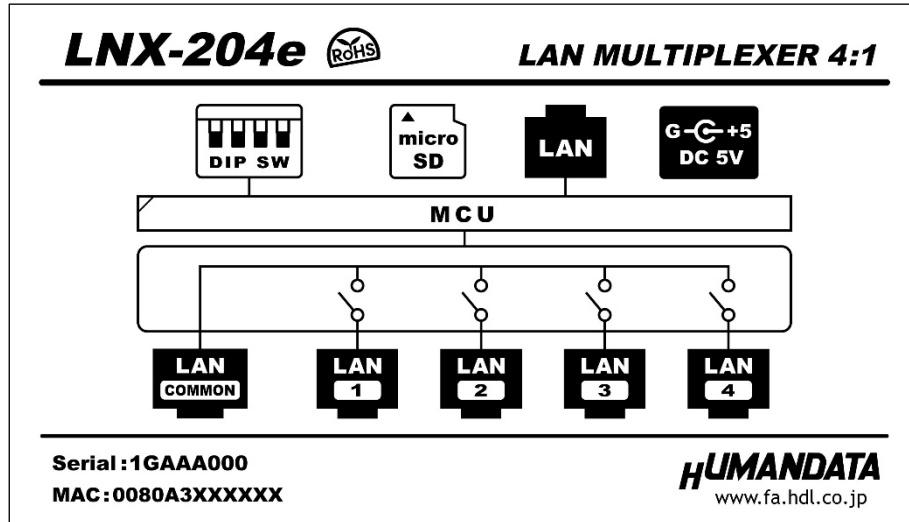 LNX-204e RoHS LAN MULTIPLEXER 4:1
DIP SW
micro
SD
LAN
G +5
DC 5V
MCU
LAN
COMMON
LAN
1
LAN
2
LAN
3
LAN
4
Serial:1GAAA000
MAC:0080A3XXXXXX
HUMANDATA
www.fa.hdl.co.jp